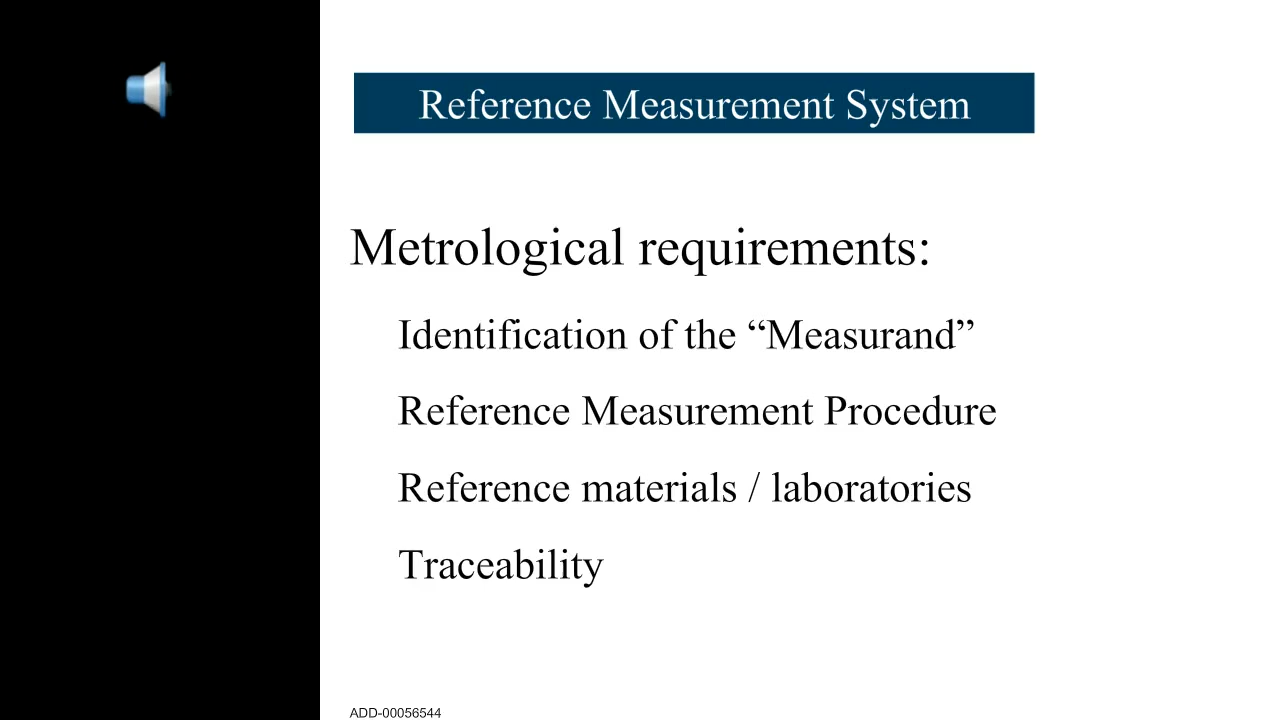 Reference Measurement System
Metrological requirements:
Identification of the “Measurand”
Reference Measurement Procedure
Reference materials / laboratories
Traceability
ADD-00056544